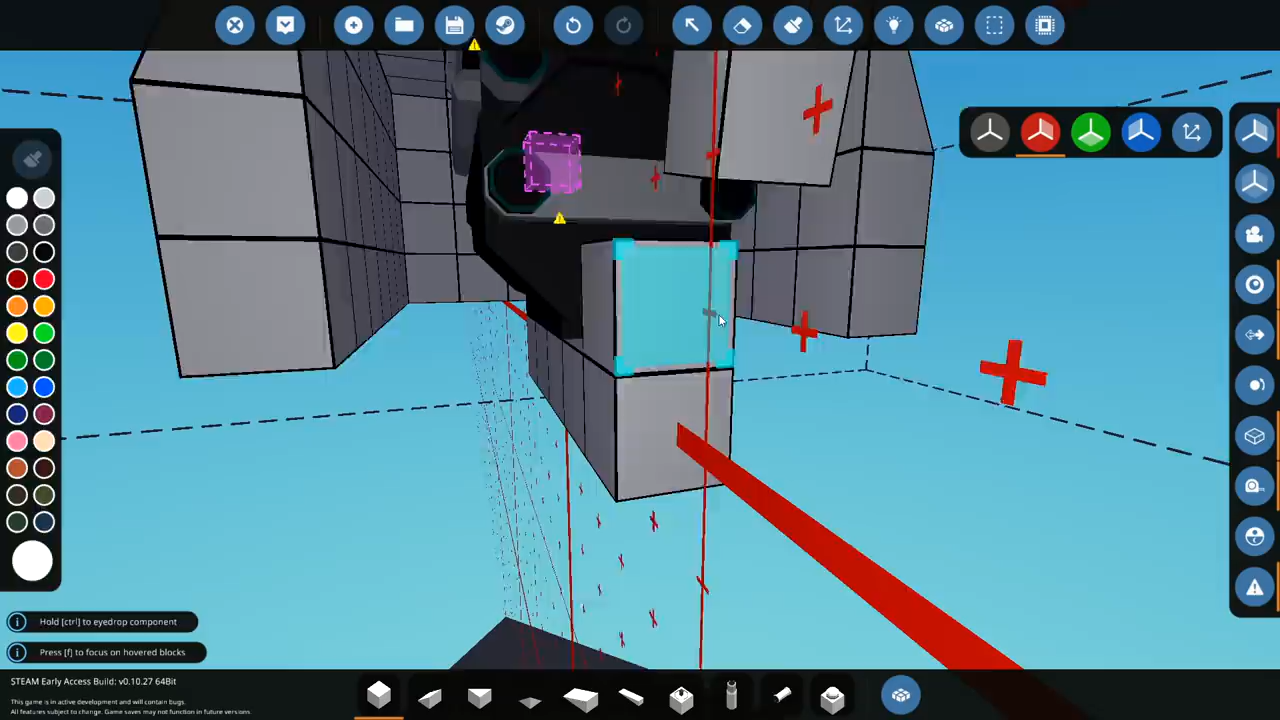 Hold [ctrl] to eyedrop component
Press [f] to focus on hovered blocks
STEAM Early Access Build: v0.10.27 64Bit
This game is in active development and will contain bugs.
All features subject to change. Game saves may not function in future versions.